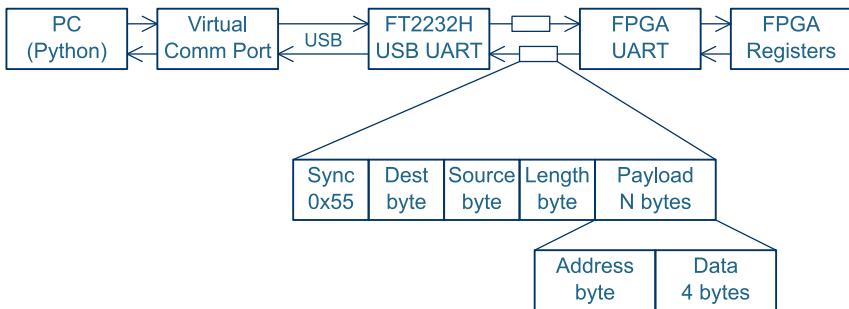 PC
(Python)
Virtual
Comm Port
USB
FT2232H
USB UART
FPGA
UART
FPGA
Registers
Sync
0x55
Dest
byte
Source
byte
Length
byte
Payload
N bytes
Address
byte
Data
4 bytes